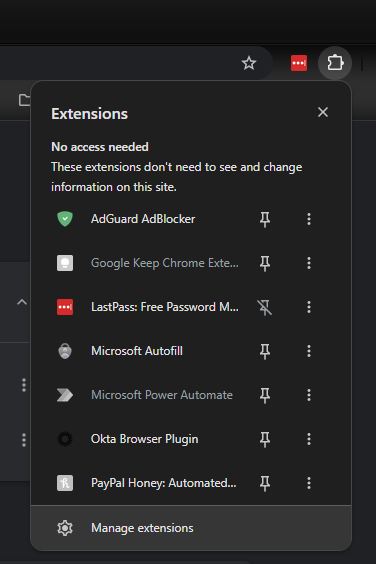 Extensions
No access needed
These extensions don't need to see and change
information on this site.
AdGuard AdBlocker
Google Keep Chrome Exte...
LastPass: Free Password M...
Microsoft Autofill
Microsoft Power Automate
Okta Browser Plugin
PayPal Honey: Automated...
Manage extensions